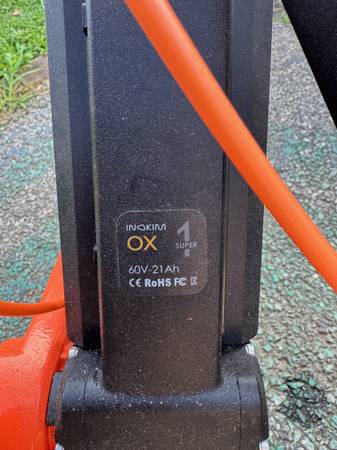 INOKIM
OX
1
SUPER
60V-21Ah
CE RoHS FC